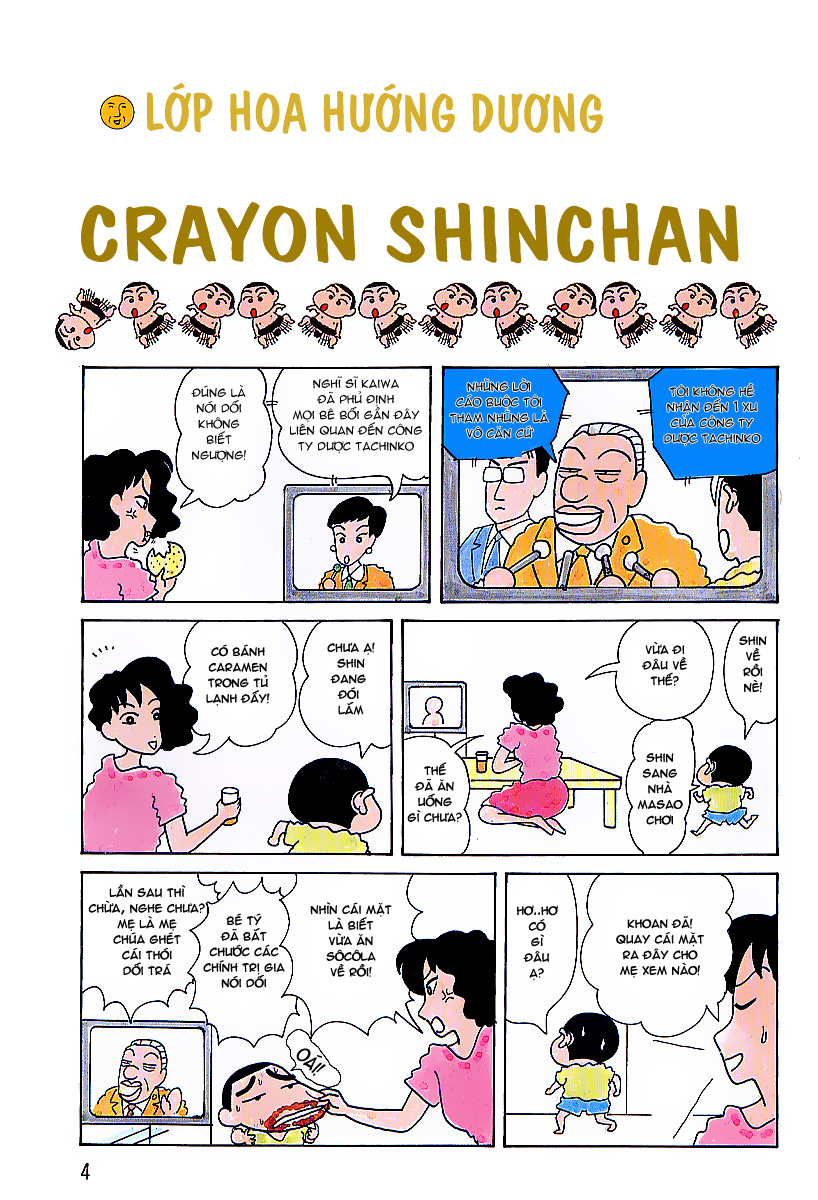 LỚP HOA HƯỚNG DƯƠNG
CRAYON SHINCHAN
TÔI KHÔNG HỀ
NHẬN ĐẾN 1 XU
CỦA CÔNG TY
DƯỢC TACHINKO
NHỮNG LỜI
CÁO BUỘC TỘI
THAM NHŨNG LÀ
VÔ CĂN CỨ
NGHĨ SĨ KAIWA
ĐÃ PHỦ ĐỊNH
MỌI BÊ BỐI GẦN ĐÂY
LIÊN QUAN ĐẾN CÔNG
TY DƯỢC TACHINKO
ĐÚNG LÀ
NÓI DỐI
KHÔNG
BIẾT
NGƯỢNG!
SHIN
VỀ
RỒI
NÈ!
VỪA ĐI
ĐÂU VỀ
THẾ?
SHIN
SANG
NHÀ
MASAO
CHƠI
THẾ
ĐÃ ĂN
UỐNG
GÌ CHƯA?
CHƯA Ạ!
SHIN
ĐANG
ĐÓI
LẮM
CÓ BÁNH
CARAMEN
TRONG TỦ
LẠNH ĐẤY!
KHOAN ĐÃ!
QUAY CÁI MẶT
RA ĐÂY CHO
MẸ XEM NÀO!
HƠ..HƠ
CÓ
GÌ
ĐÂU
Ạ?
NHÌN CÁI MẶT
LÀ BIẾT
VỪA ĂN
SÔCÔLA
VỀ RỒI!
OÁI!!
BÉ TÝ
ĐÃ BẮT
CHƯỚC CÁC
CHÍNH TRỊ GIA
NÓI DỐI
LẦN SAU THÌ
CHỪA, NGHE CHƯA?
MẸ LÀ MẸ
CHÚA GHÉT
CÁI THÓI
DỐI TRÁ
4